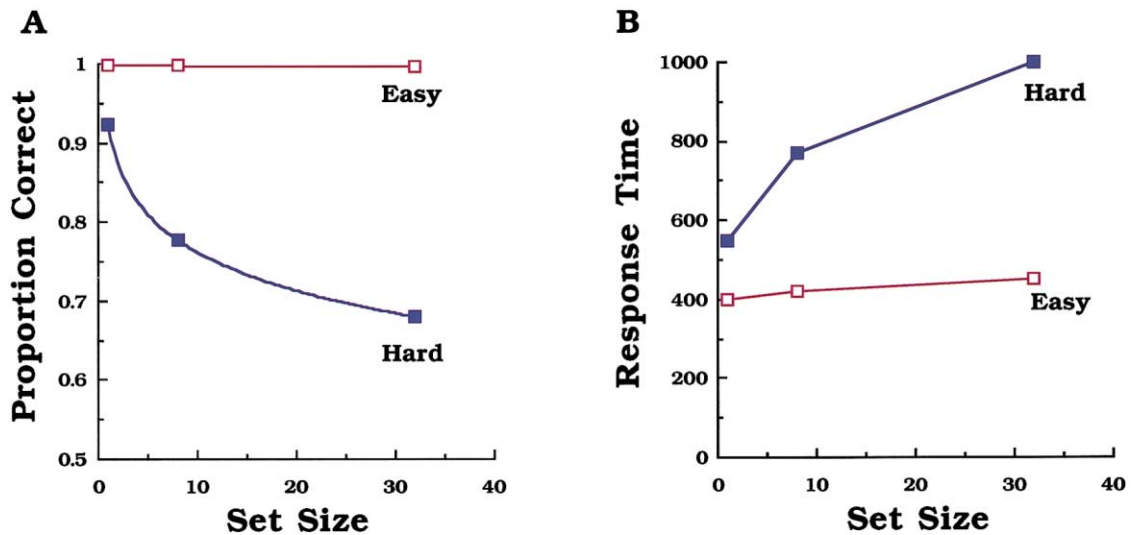 A
Proportion Correct
1
0.9
0.8
0.7
0.6
0.5
Easy
Hard
0 10 20 30 40
Set Size
B
Response Time
1000
800
600
400
200
0
Hard
Easy
0 10 20 30 40
Set Size